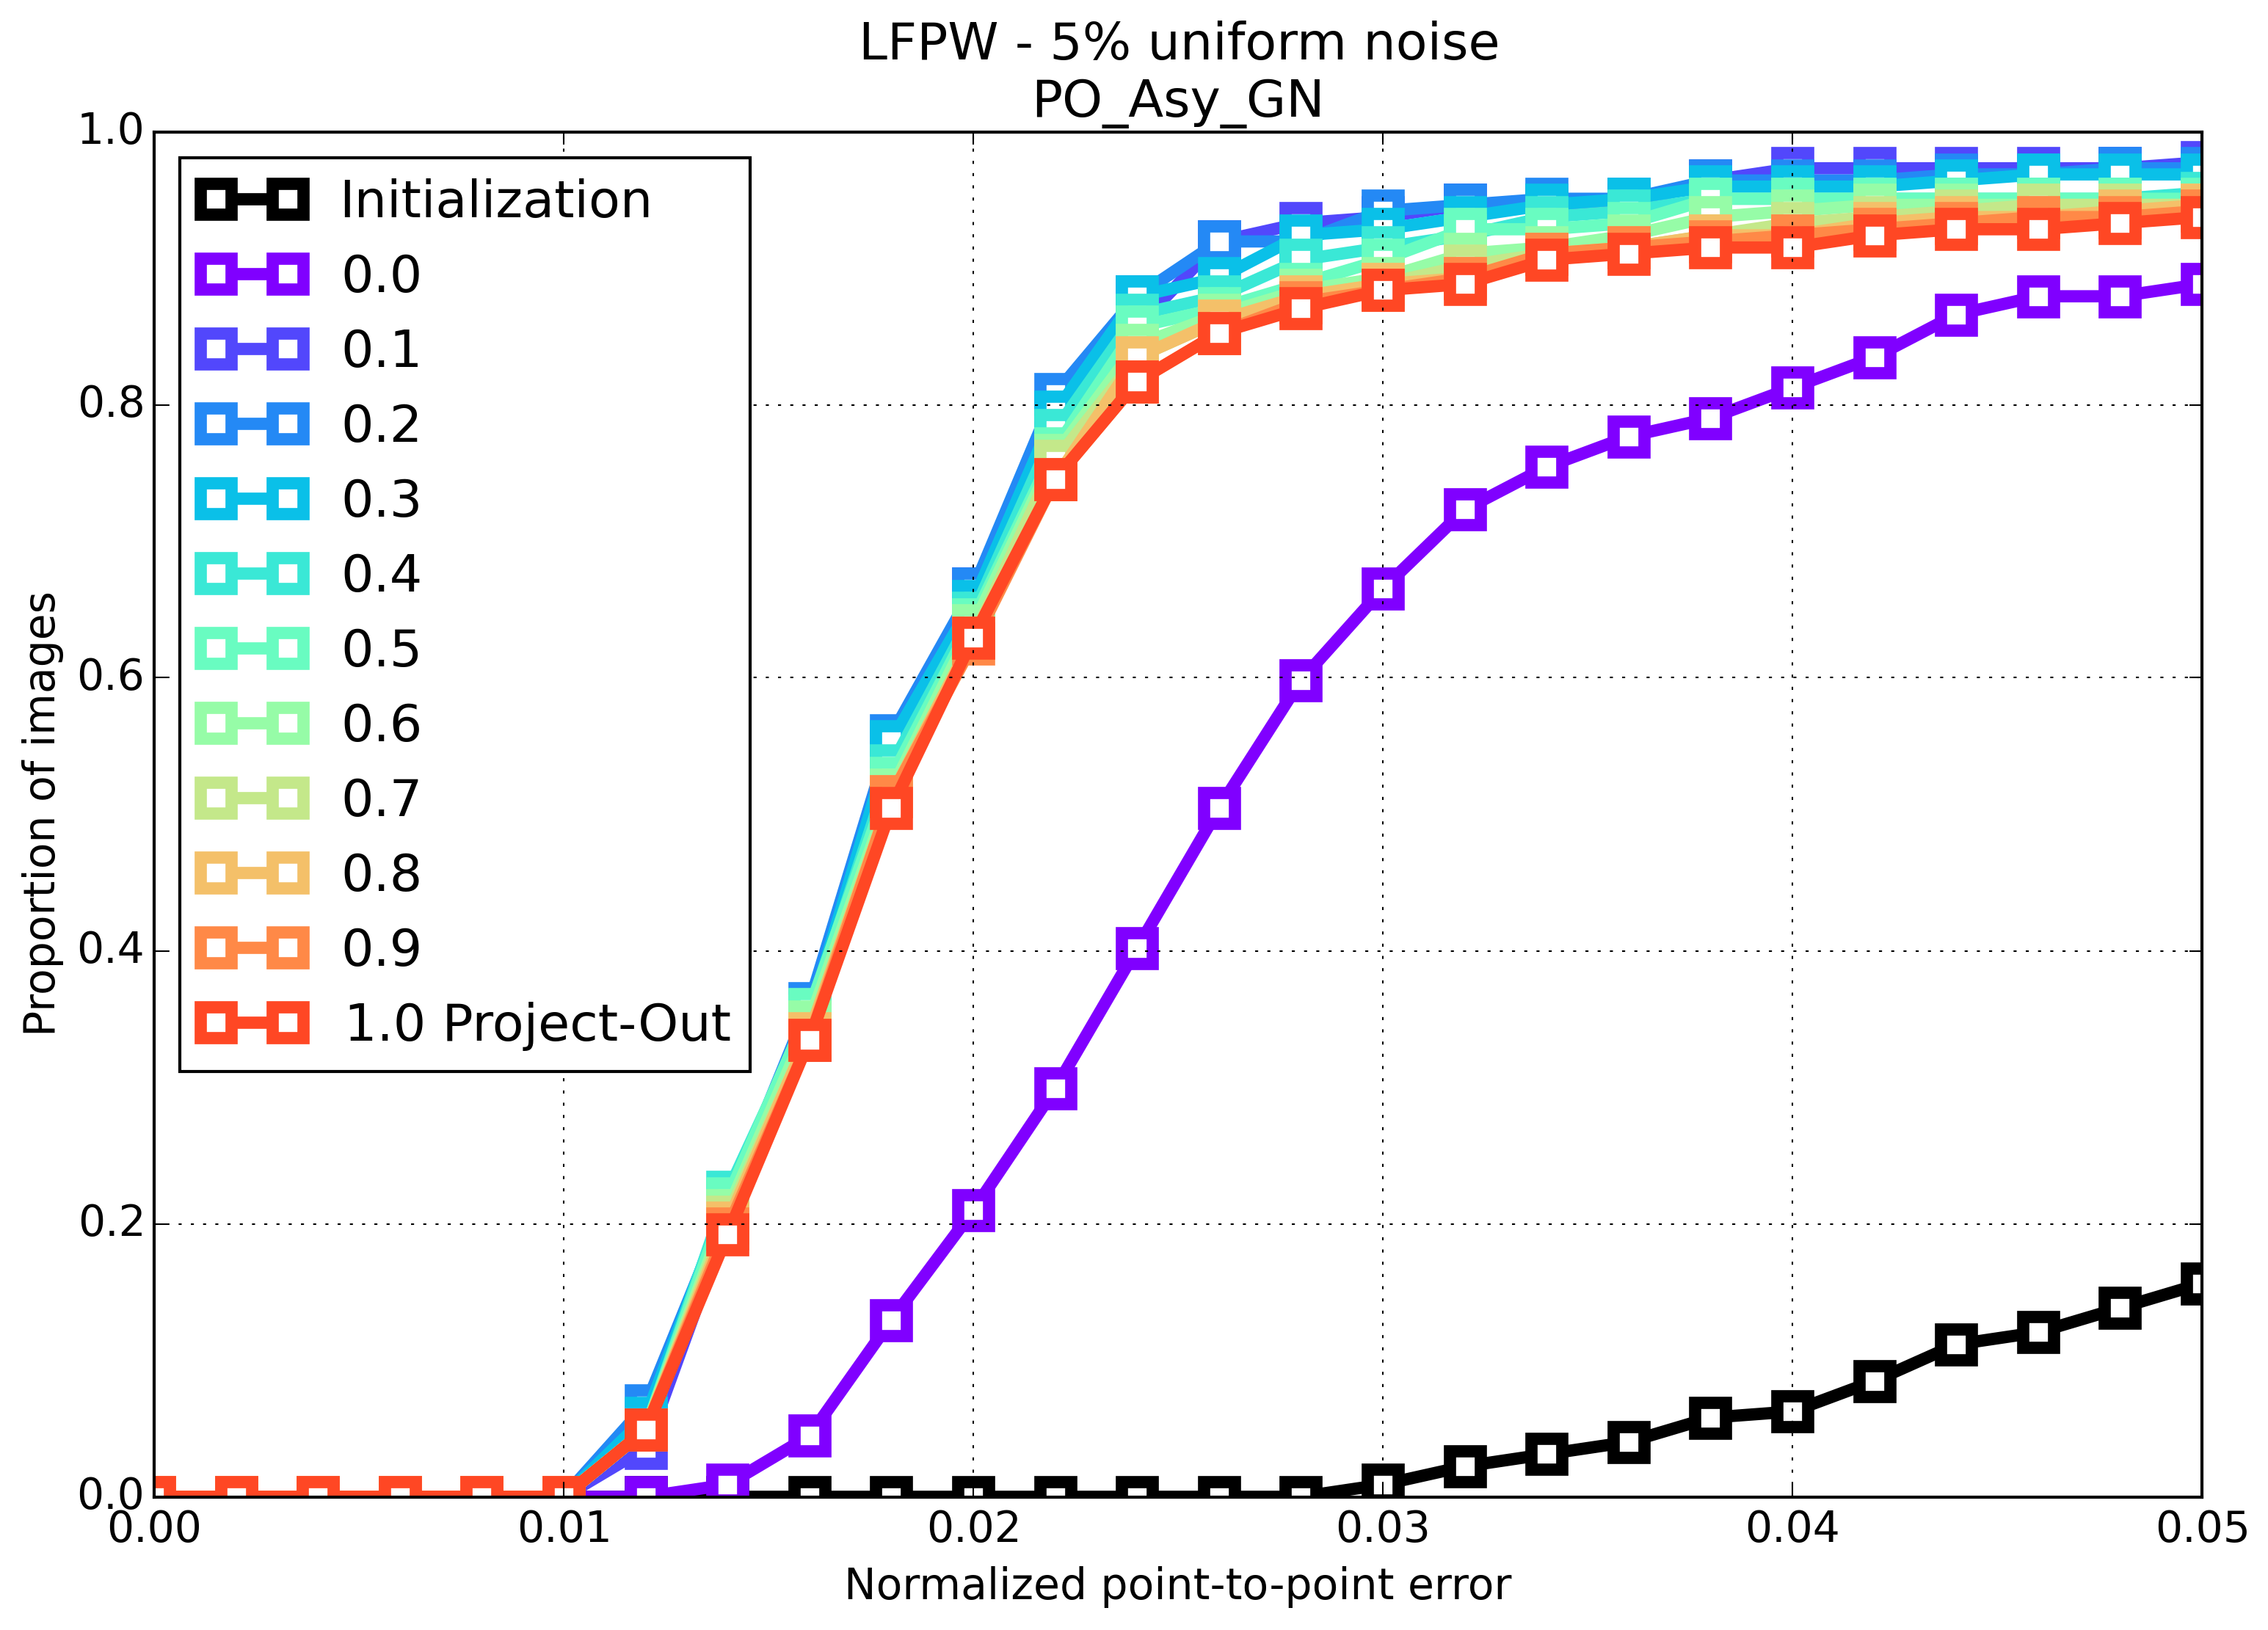 LFPW - 5% uniform noise
PO_Asy_GN
1.0
0.8
0.6
0.4
0.2
0.0
Proportion of images
Initialization
0.0
0.1
0.2
0.3
0.4
0.5
0.6
0.7
0.8
0.9
1.0 Project-Out
0.00 0.01 0.02 0.03 0.04 0.05
Normalized point-to-point error